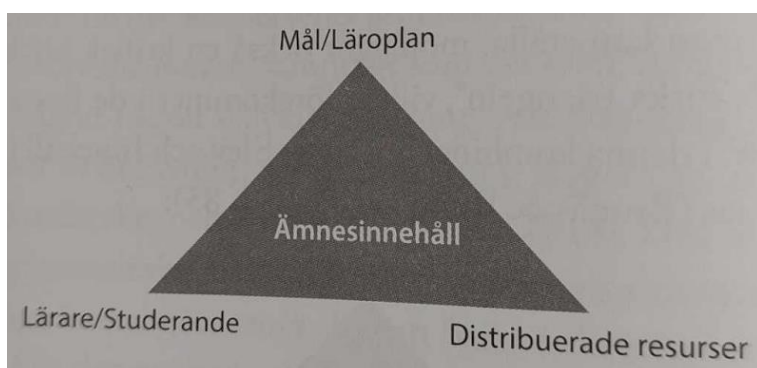 Mål/Läroplan
Ämnesinnehåll
Lärare/Studerande
Distribuerade resurser